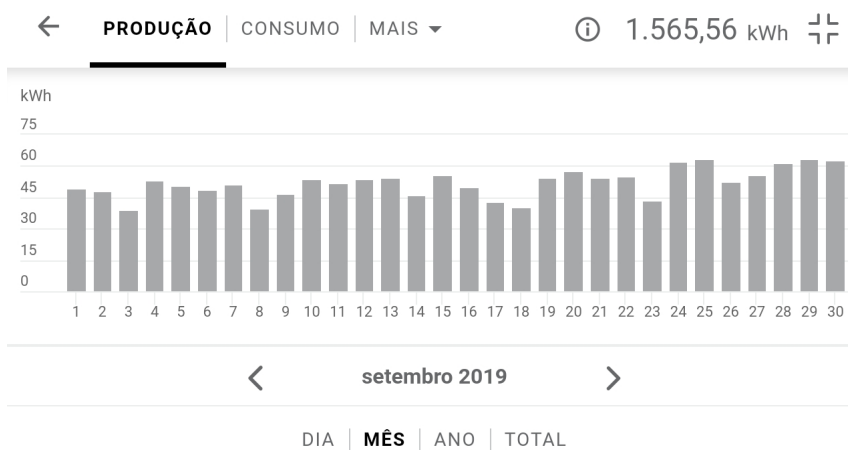 PRODUÇÃO CONSUMO MAIS 1.565,56 kWh
kWh
75
60
45
30
15
0
1 2 3 4 5 6 7 8 9 10 11 12 13 14 15 16 17 18 19 20 21 22 23 24 25 26 27 28 29 30
setembro 2019
DIA MÊS ANO TOTAL